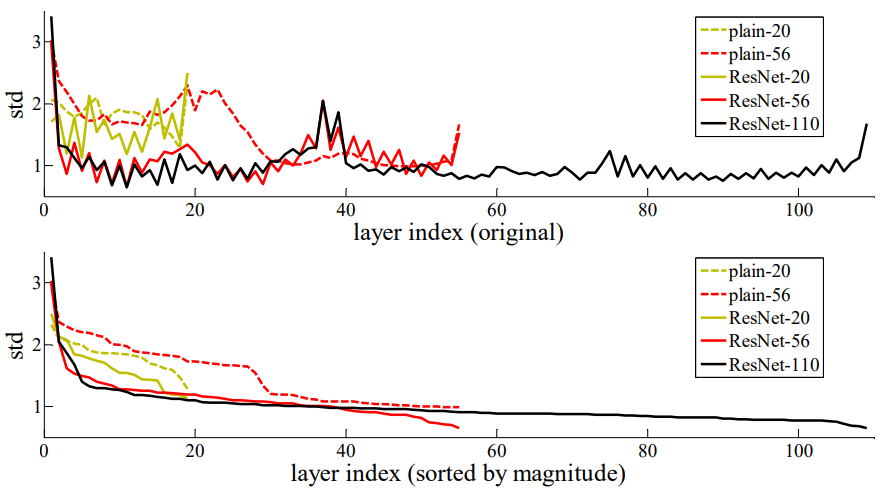 plain-20
plain-56
ResNet-20
ResNet-56
ResNet-110
std
3
2
1
0
20
40
60
80
100
layer index (original)
plain-20
plain-56
ResNet-20
ResNet-56
ResNet-110
std
3
2
1
0
20
40
60
80
100
layer index (sorted by magnitude)